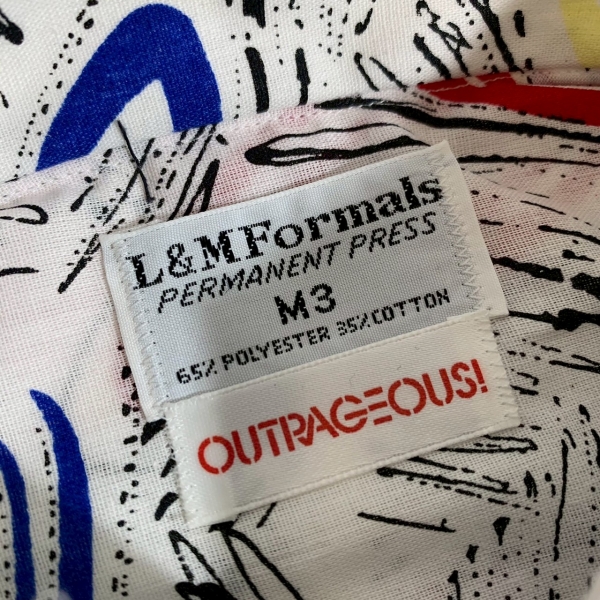 L&MFormals
PERMANENT PRESS
M3
65% POLYESTER 35% COTTON
OUTRAGEOUS!